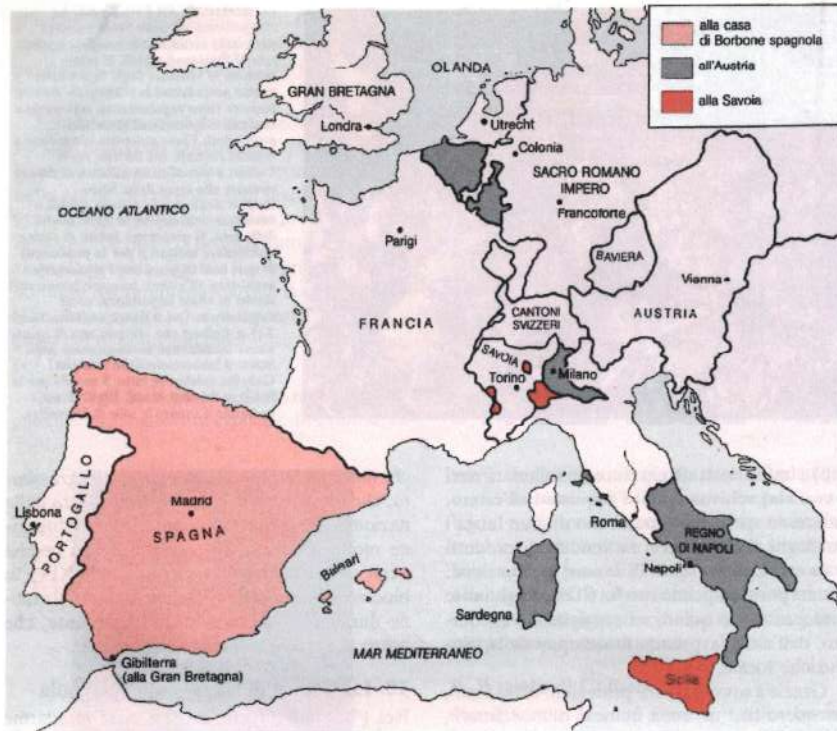 alla casa
di Borbone spagnola
all'Austria
alla Savoia
OLANDA
GRAN BRETAGNA
Londra
Utrecht
Colonia
SACRO ROMANO
IMPERO
Francoforte
OCEANO ATLANTICO
Parigi
BAVIERA
Vienna
FRANCIA
CANTONI
SVIZZERI
AUSTRIA
SAVOIA
Torino
Milano
Lisbona
PORTOGALLO
Madrid
SPAGNA
Baleari
Roma
REGNO
DI NAPOLI
Napoli
Sardegna
Gibilterra
(alla Gran Bretagna)
MAR MEDITERRANEO
Sicilia